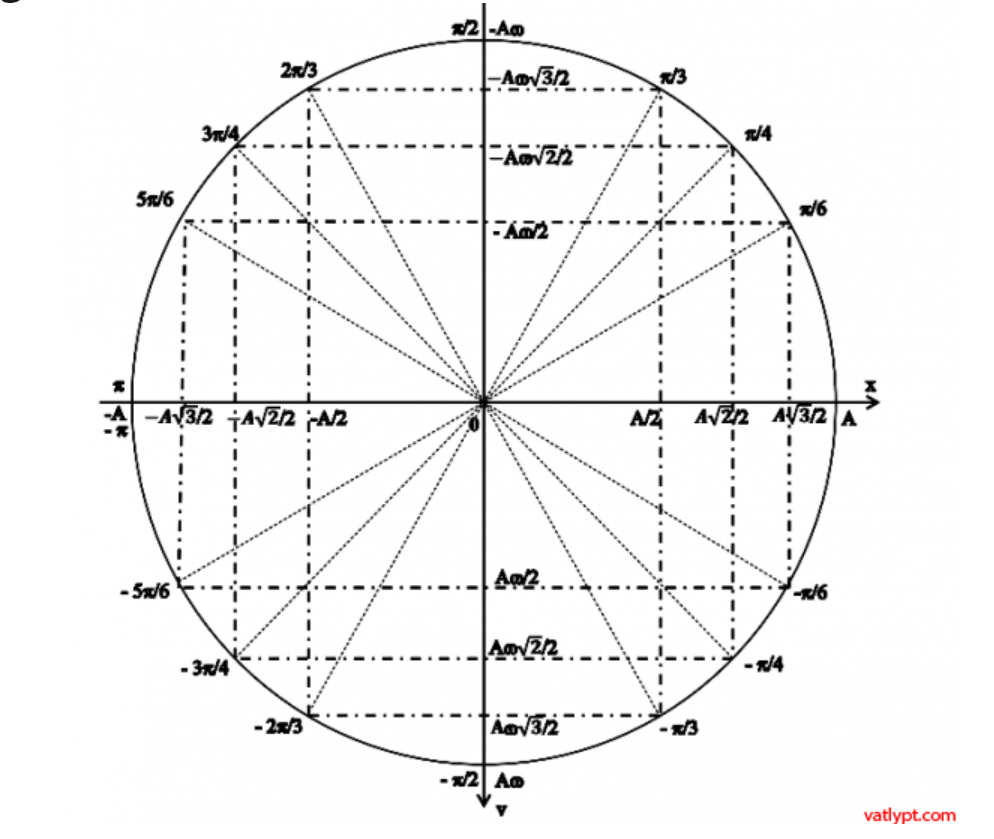 π/2 -Aω
2π/3 -Aω√3/2 π/3
3π/4 -Aω√2/2 π/4
5π/6 - Aω/2 π/6
π x
-A -A√3/2 -A√2/2 -A/2 0 A/2 A√2/2 A√3/2 A
- π
- 5π/6 Aω/2 -π/6
- 3π/4 Aω√2/2 - π/4
- 2π/3 Aω√3/2 - π/3
- π/2 Aω
v
vatlypt.com